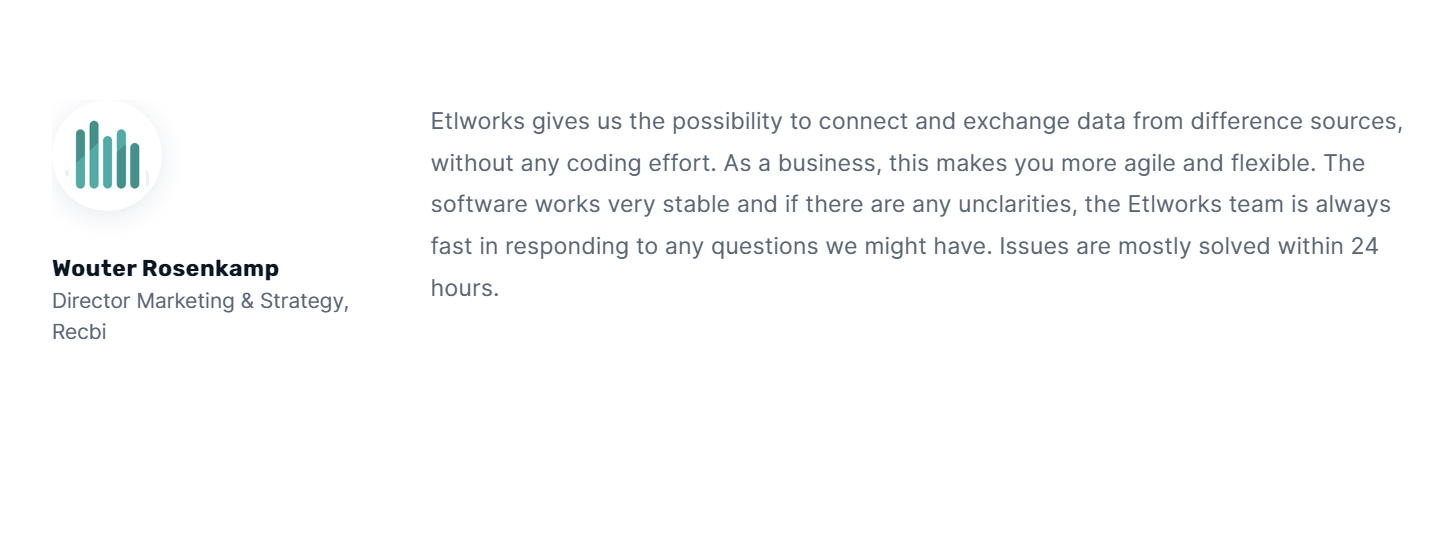 Etlworks gives us the possibility to connect and exchange data from difference sources,
without any coding effort. As a business, this makes you more agile and flexible. The
software works very stable and if there are any unclarities, the Etlworks team is always
fast in responding to any questions we might have. Issues are mostly solved within 24
hours.
Wouter Rosenkamp
Director Marketing & Strategy,
Recbi